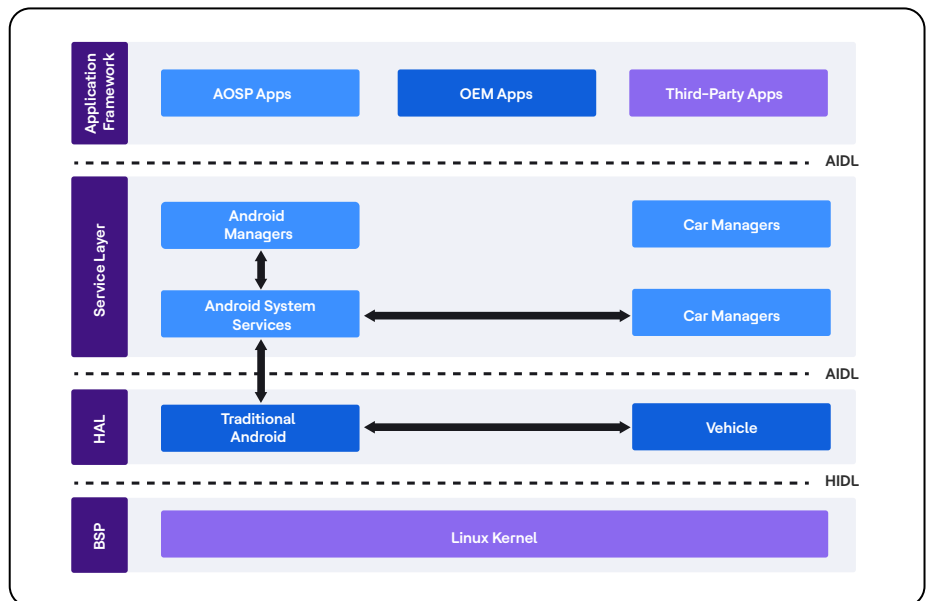 Application
Framework
AOSP Apps
OEM Apps
Third-Party Apps
AIDL
Service Layer
Android
Managers
Car Managers
Android System
Services
Car Managers
AIDL
HAL
Traditional
Android
Vehicle
HIDL
BSP
Linux Kernel